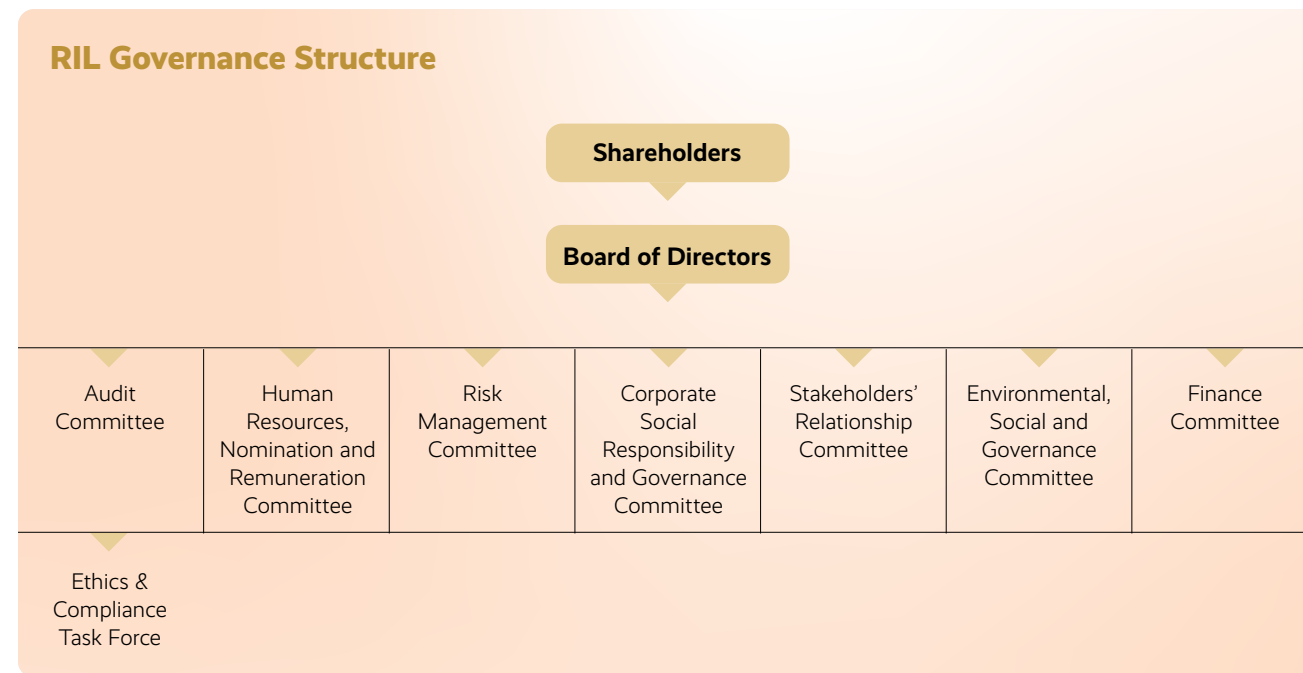 RIL Governance Structure
Shareholders
Board of Directors
Audit
Committee
Human
Resources,
Nomination and
Remuneration
Committee
Risk
Management
Committee
Corporate
Social
Responsibility
and Governance
Committee
Stakeholders’
Relationship
Committee
Environmental,
Social and
Governance
Committee
Finance
Committee
Ethics &
Compliance
Task Force